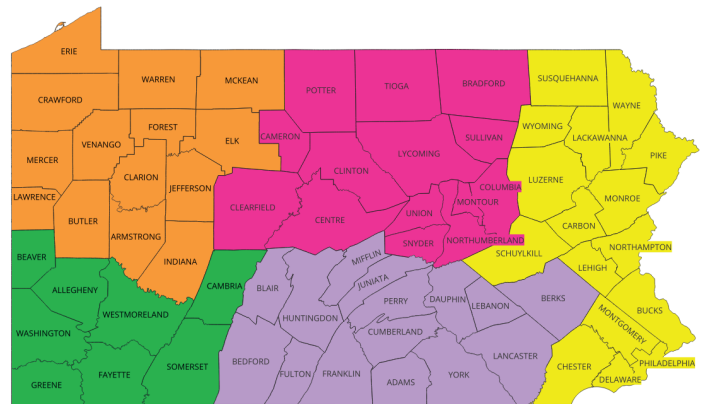 ERIE
WARREN
MCKEAN
POTTER
TIOGA
BRADFORD
SUSQUEHANNA
CRAWFORD
WAYNE
FOREST
WYOMING
VENANGO
ELK
CAMERON
SULLIVAN
LACKAWANNA
MERCER
LYCOMING
PIKE
CLARION
CLINTON
LUZERNE
JEFFERSON
COLUMBIA
LAWRENCE
MONTOUR
MONROE
BUTLER
CLEARFIELD
CENTRE
UNION
CARBON
ARMSTRONG
SNYDER
NORTHUMBERLAND
NORTHAMPTON
BEAVER
INDIANA
MIFFLIN
SCHUYLKILL
LEHIGH
ALLEGHENY
CAMBRIA
BLAIR
JUNIATA
WESTMORELAND
PERRY
DAUPHIN
LEBANON
BERKS
BUCKS
HUNTINGDON
MONTGOMERY
WASHINGTON
CUMBERLAND
LANCASTER
BEDFORD
SOMERSET
PHILADELPHIA
CHESTER
FAYETTE
FULTON
FRANKLIN
YORK
DELAWARE
GREENE
ADAMS